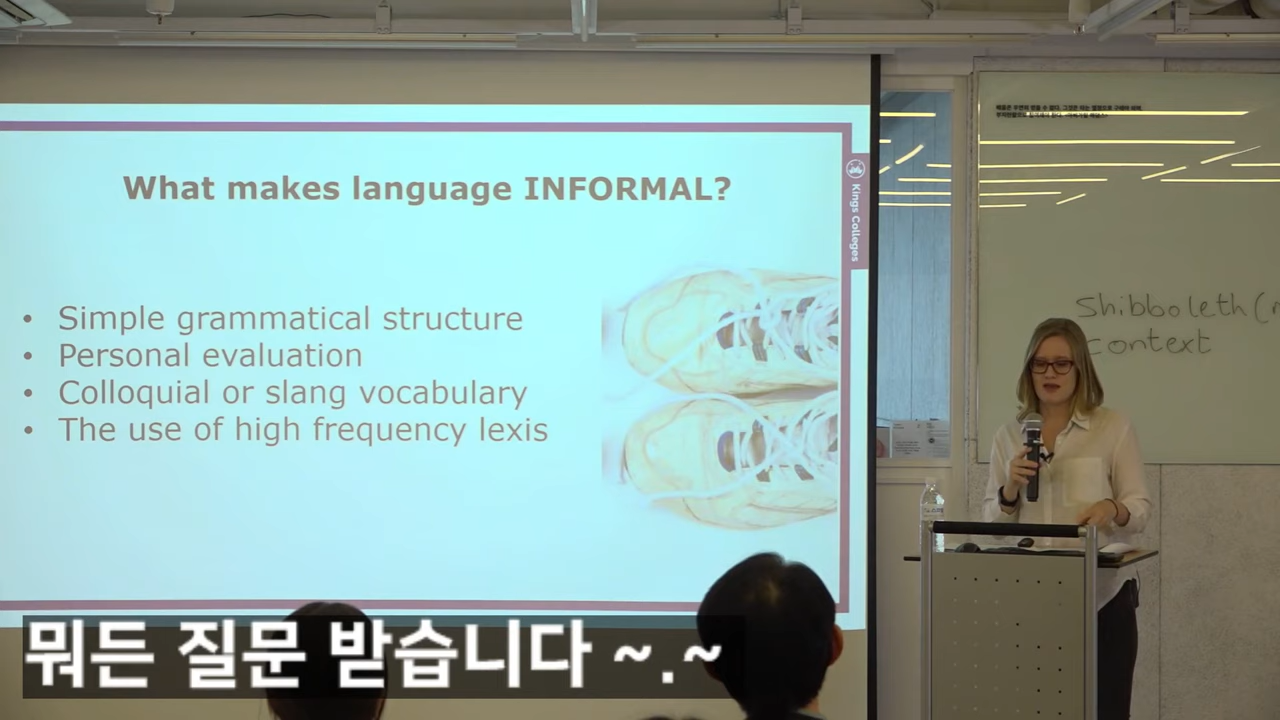 What makes language INFORMAL?
Kings Colleges
• Simple grammatical structure
• Personal evaluation
• Colloquial or slang vocabulary
• The use of high frequency lexis
Shibboleth
context
뭐든 질문 받습니다 ~.~